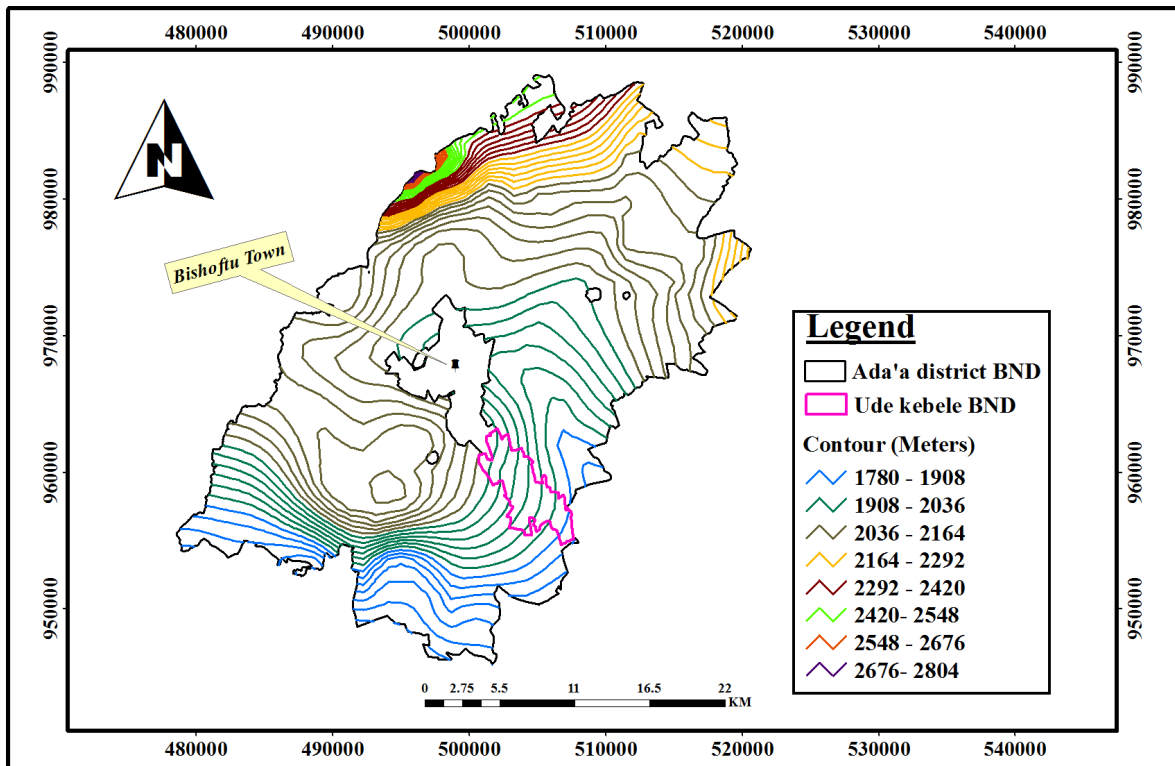 480000 490000 500000 510000 520000 530000 540000
990000 990000
980000 980000
970000 970000
960000 960000
950000 950000
N
Bishoftu Town
Legend
Ada'a district BND
Ude kebele BND
Contour (Meters)
1780 - 1908
1908 - 2036
2036 - 2164
2164 - 2292
2292 - 2420
2420- 2548
2548 - 2676
2676- 2804
0 2.75 5.5 11 16.5 22
KM
480000 490000 500000 510000 520000 530000 540000